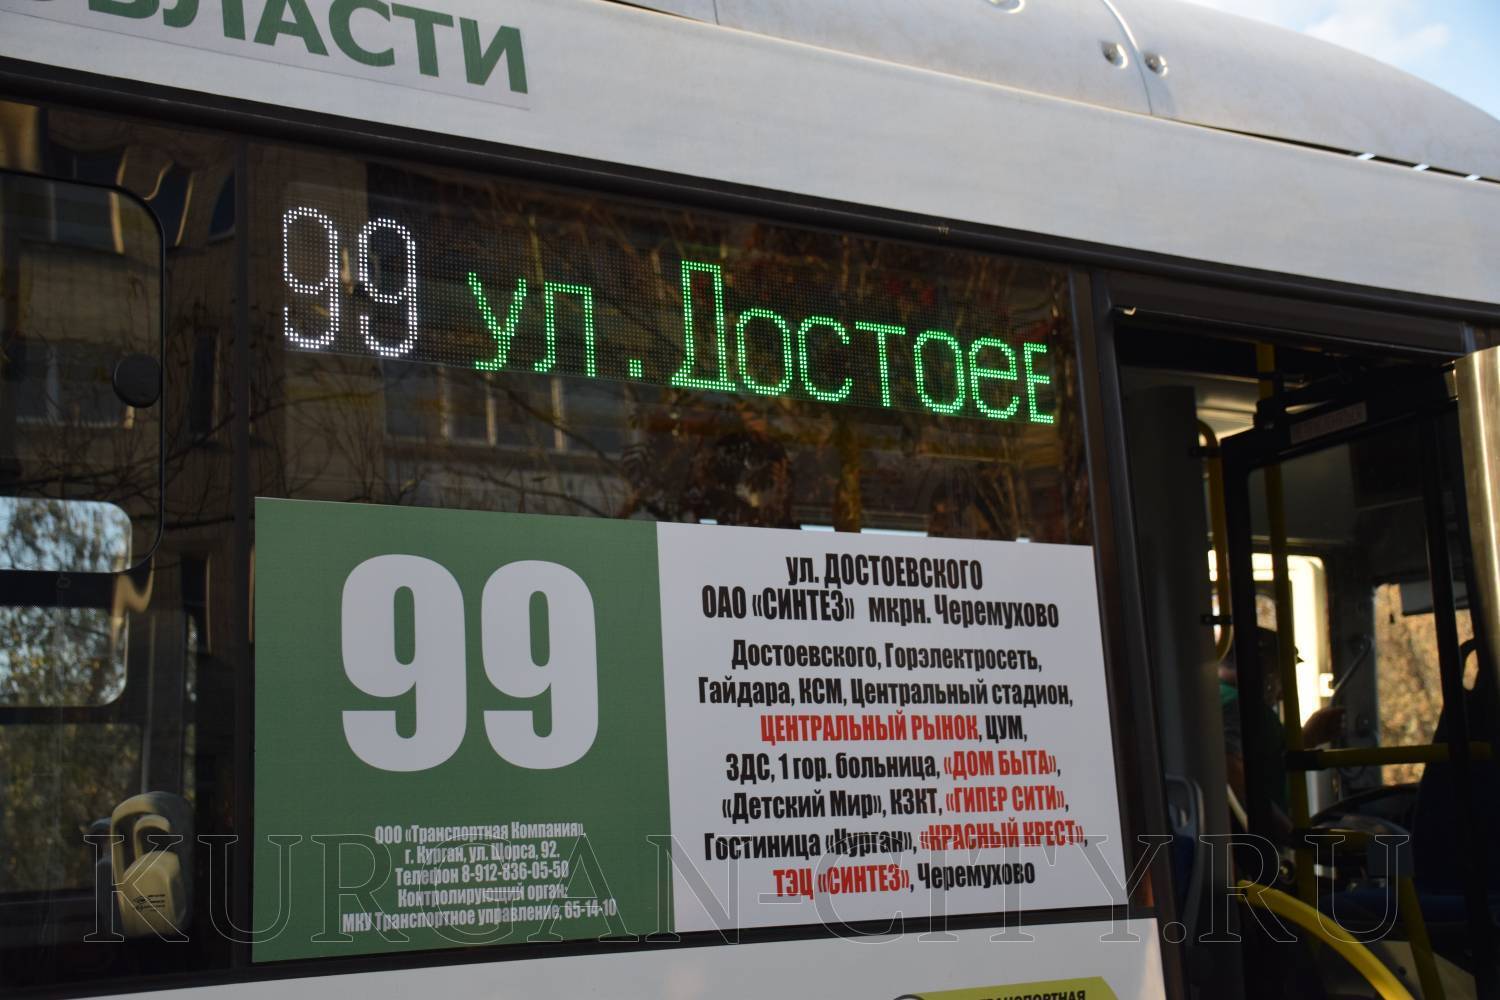 ОБЛАСТИ
99 ул. Достоев
99
ул. ДОСТОЕВСКОГО
ОАО «СИНТЕЗ» мкрн. Черемухово
Достоевского, Горэлектросеть,
Гайдара, КСМ, Центральный стадион,
ЦЕНТРАЛЬНЫЙ РЫНОК, ЦУМ,
ЗДС, 1 гор. больница, «ДОМ БЫТА»,
«Детский Мир», КЗКТ, «ГИПЕР СИТИ»,
Гостиница «Курган», «КРАСНЫЙ КРЕСТ»,
ТЭЦ «СИНТЕЗ», Черемухово
ООО «Транспортная Компания»,
г. Курган, ул. Щорса, 92.
Телефон 8-912-836-05-50
Контролирующий орган:
МКУ Транспортное управление, 65-14-10
KURGAN-CITY.RU